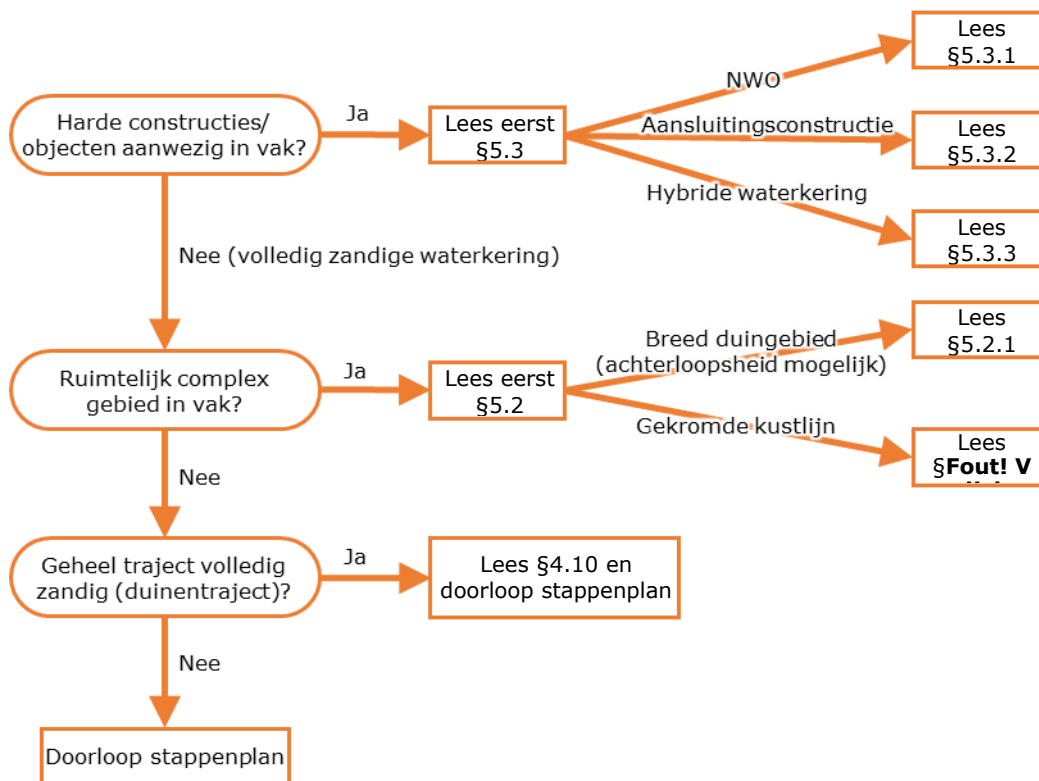 Lees
§5.3.1
NWO
Harde constructies/
objecten aanwezig in vak?
Ja
Lees eerst
§5.3
Aansluitingsconstructie
Lees
§5.3.2
Hybride waterkering
Lees
§5.3.3
Nee (volledig zandige waterkering)
Ruimtelijk complex
gebied in vak?
Ja
Lees eerst
§5.2
Breed duingebied
(achterloopsheid mogelijk)
Lees
§5.2.1
Gekromde kustlijn
Lees
§Fout! V
Nee
Geheel traject volledig
zandig (duinentraject)?
Ja
Lees §4.10 en
doorloop stappenplan
Nee
Doorloop stappenplan